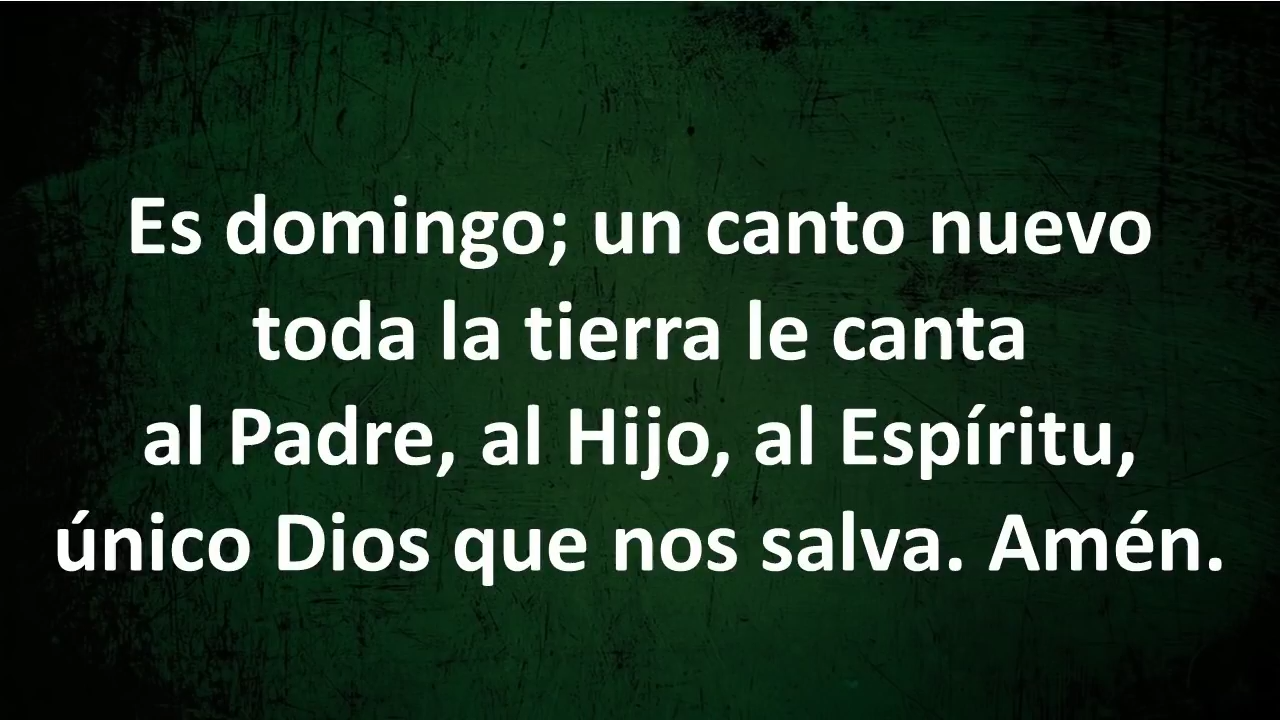 Es domingo; un canto nuevo
toda la tierra le canta
al Padre, al Hijo, al Espíritu,
único Dios que nos salva. Amén.